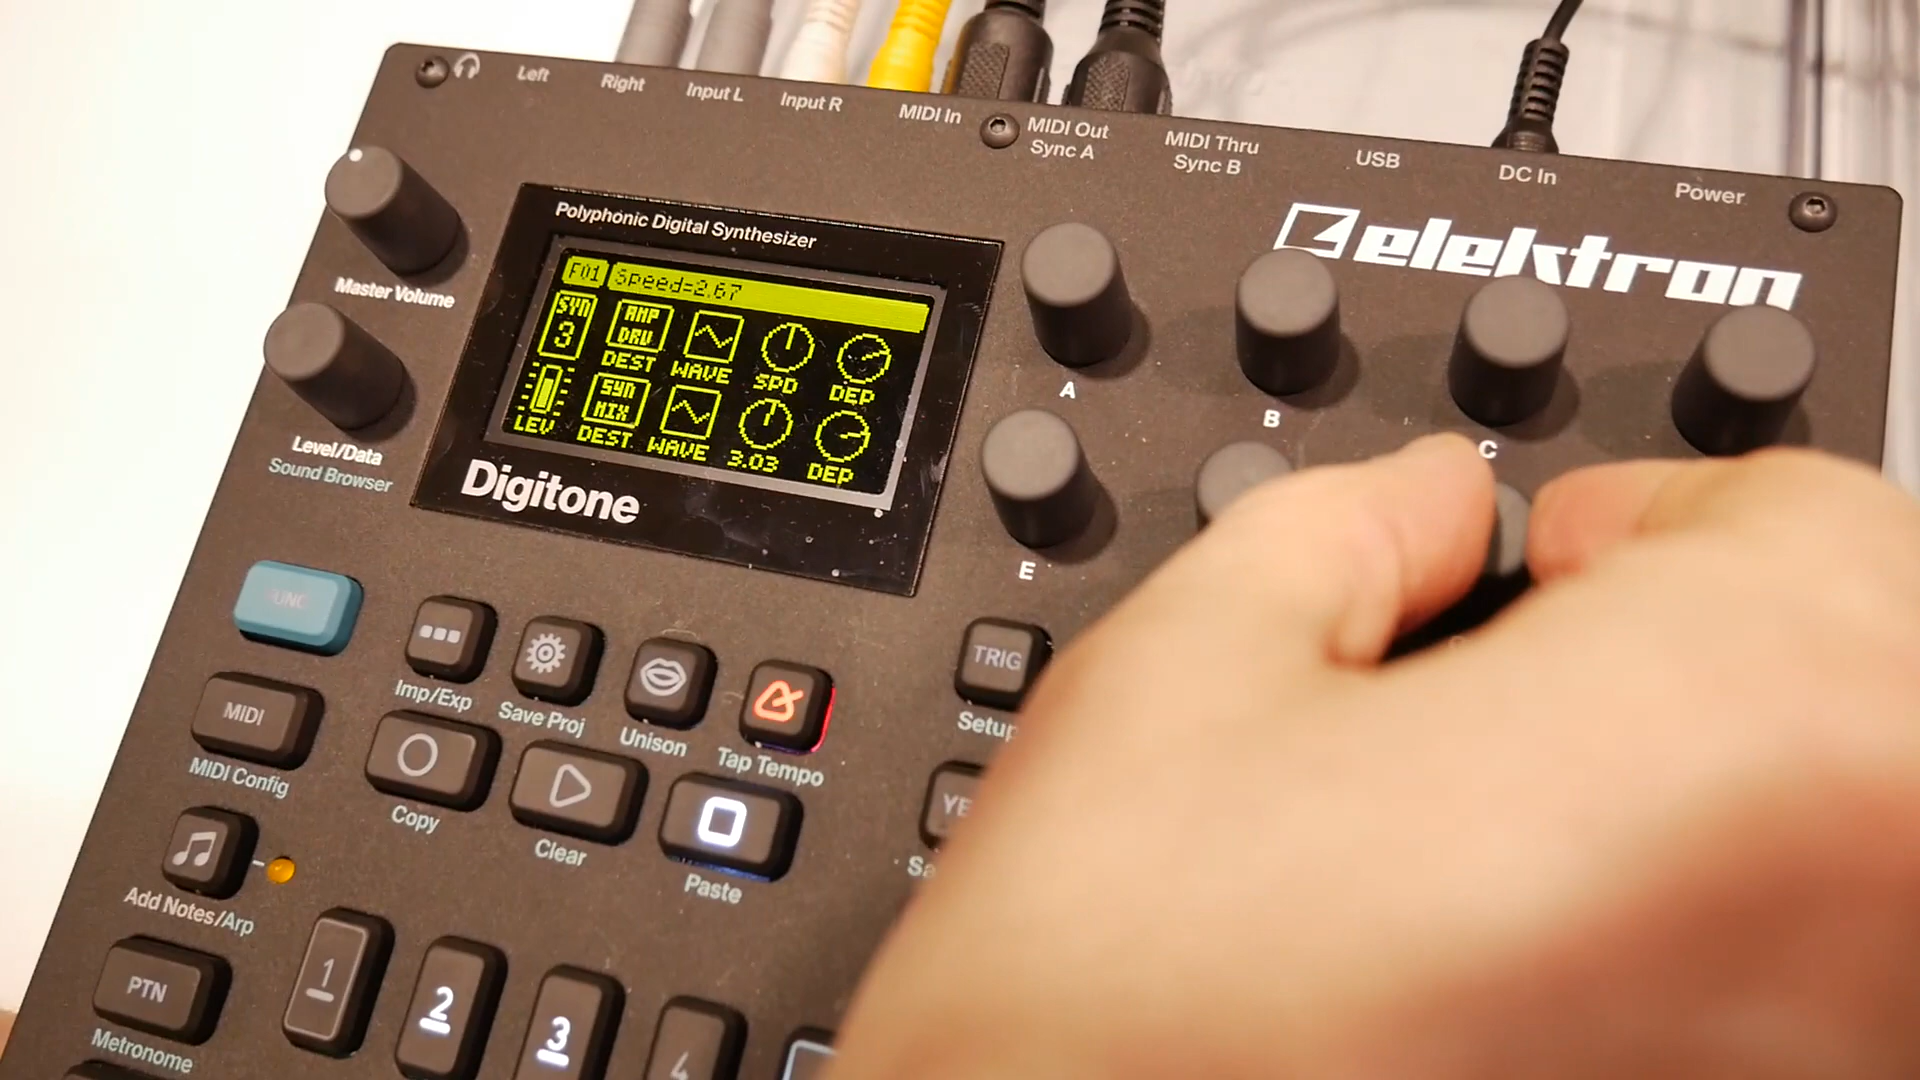 Left
Right
Input L
Input R
MIDI In
MIDI Out
Sync A
MIDI Thru
Sync B
USB
DC In
Power
elektron
Polyphonic Digital Synthesizer
F01 Speed=2.67
SYN
3
AMP
DRV
DEST
WAVE
SPD
DEP
LEV
SYN
MIX
DEST
WAVE
3.03
DEP
Digitone
Master Volume
Level/Data
Sound Browser
A
B
C
E
FUNC
Imp/Exp
Save Proj
Unison
Tap Tempo
TRIG
MIDI
MIDI Config
Copy
Clear
Paste
Add Notes/Arp
PTN
Metronome
1
2
3
4